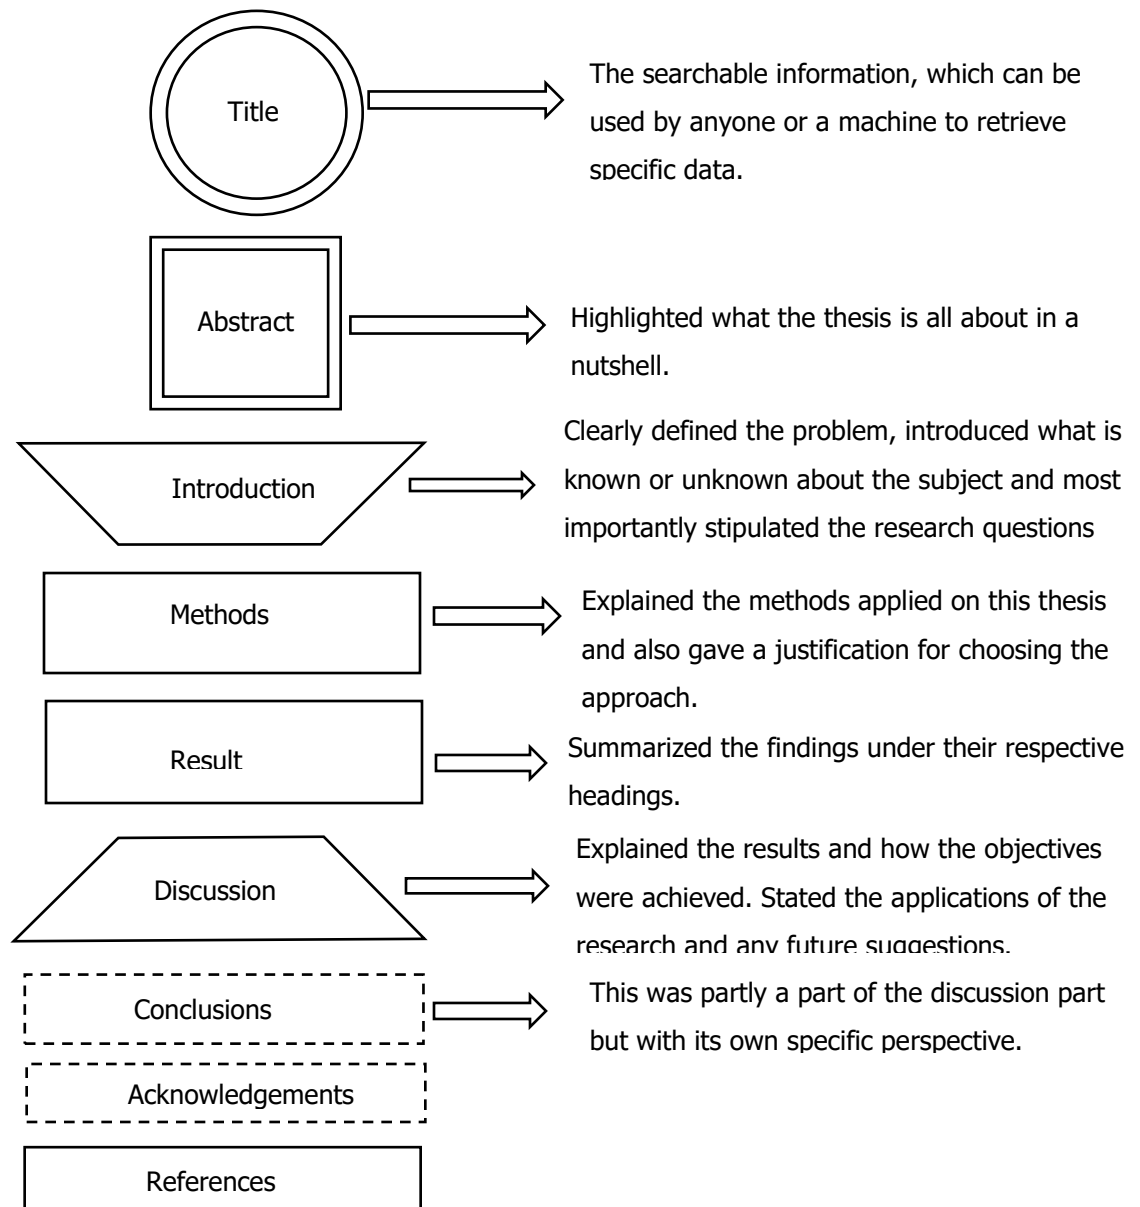 Title
The searchable information, which can be
used by anyone or a machine to retrieve
specific data.
Abstract
Highlighted what the thesis is all about in a
nutshell.
Introduction
Clearly defined the problem, introduced what is
known or unknown about the subject and most
importantly stipulated the research questions
Methods
Explained the methods applied on this thesis
and also gave a justification for choosing the
approach.
Result
Summarized the findings under their respective
headings.
Discussion
Explained the results and how the objectives
were achieved. Stated the applications of the
research and any future suggestions.
Conclusions
This was partly a part of the discussion part
but with its own specific perspective.
Acknowledgements
References